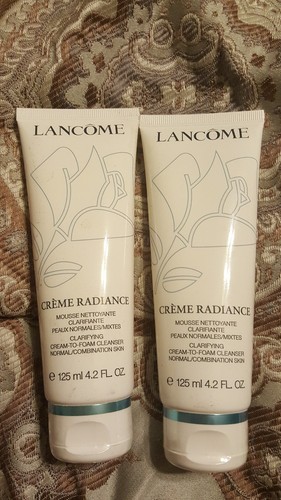 LANCÔME
CRÈME RADIANCE
MOUSSE NETTOYANTE
CLARIFIANTE
PEAUX NORMALES/MIXTES
CLARIFYING
CREAM-TO-FOAM CLEANSER
NORMAL/COMBINATION SKIN
℮ 125 ml 4.2 FL. OZ.
LANCÔME
CRÈME RADIANCE
MOUSSE NETTOYANTE
CLARIFIANTE
PEAUX NORMALES/MIXTES
CLARIFYING
CREAM-TO-FOAM CLEANSER
NORMAL/COMBINATION SKIN
℮ 125 ml 4.2 FL. OZ.